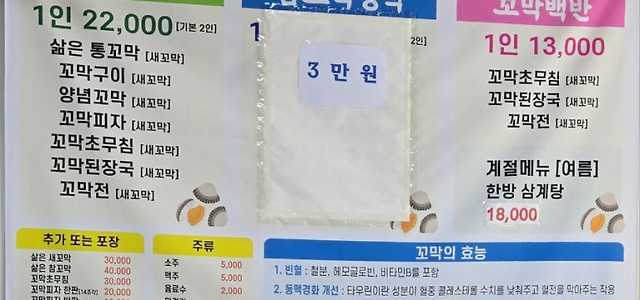 1인 22,000 [기본 2인]
삶은 통꼬막 [새꼬막]
꼬막구이 [새꼬막]
양념꼬막 [새꼬막]
꼬막피자 [새꼬막]
꼬막초무침 [새꼬막]
꼬막된장국 [새꼬막]
꼬막전 [새꼬막]
3 만 원
꼬막백반
1인 13,000
꼬막초무침 [새꼬막]
꼬막된장국 [새꼬막]
꼬막전 [새꼬막]
계절메뉴 [여름]
한방 삼계탕
18,000
추가 또는 포장
삶은 새꼬막 30,000
삶은 참꼬막 40,000
꼬막초무침 30,000
꼬막피자 한판(14조각) 20,000
주류
소주 5,000
맥주 5,000
음료수 2,000
꼬막의 효능
1. 빈혈 : 철분, 헤모글로빈, 비타민B를 포함
2. 동맥경화 개선 : 타우린이란 성분이 혈중 콜레스테롤 수치를 낮춰주고 혈전을 막아주는 작용